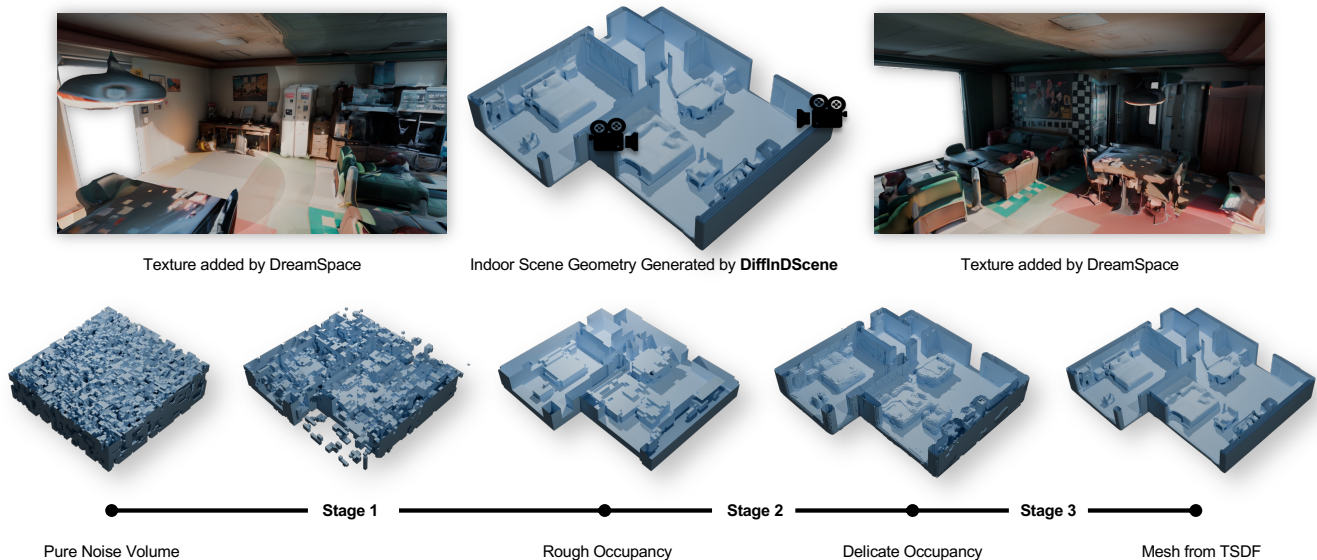 Texture added by DreamSpace
Indoor Scene Geometry Generated by DiffInDScene
Texture added by DreamSpace
Stage 1
Stage 2
Stage 3
Pure Noise Volume
Rough Occupancy
Delicate Occupancy
Mesh from TSDF